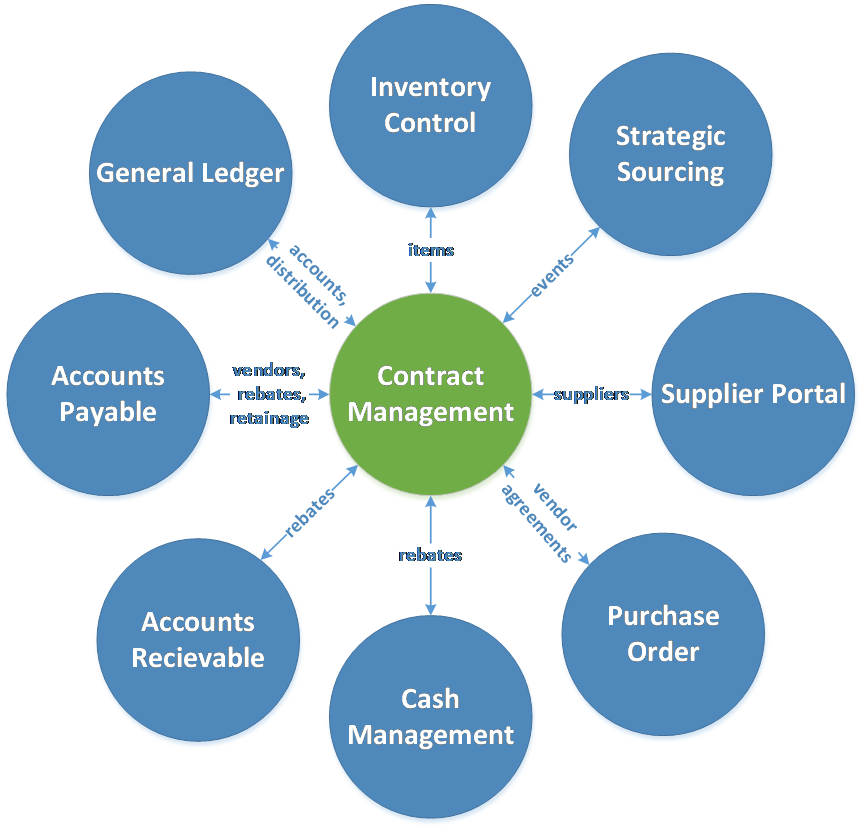 Inventory
Control
Strategic
Sourcing
General Ledger
items
events
accounts,
distribution
Accounts
Payable
vendors,
rebates,
retainage
Contract
Management
suppliers
Supplier Portal
rebates
rebates
vendor
agreements
Accounts
Recievable
Cash
Management
Purchase
Order